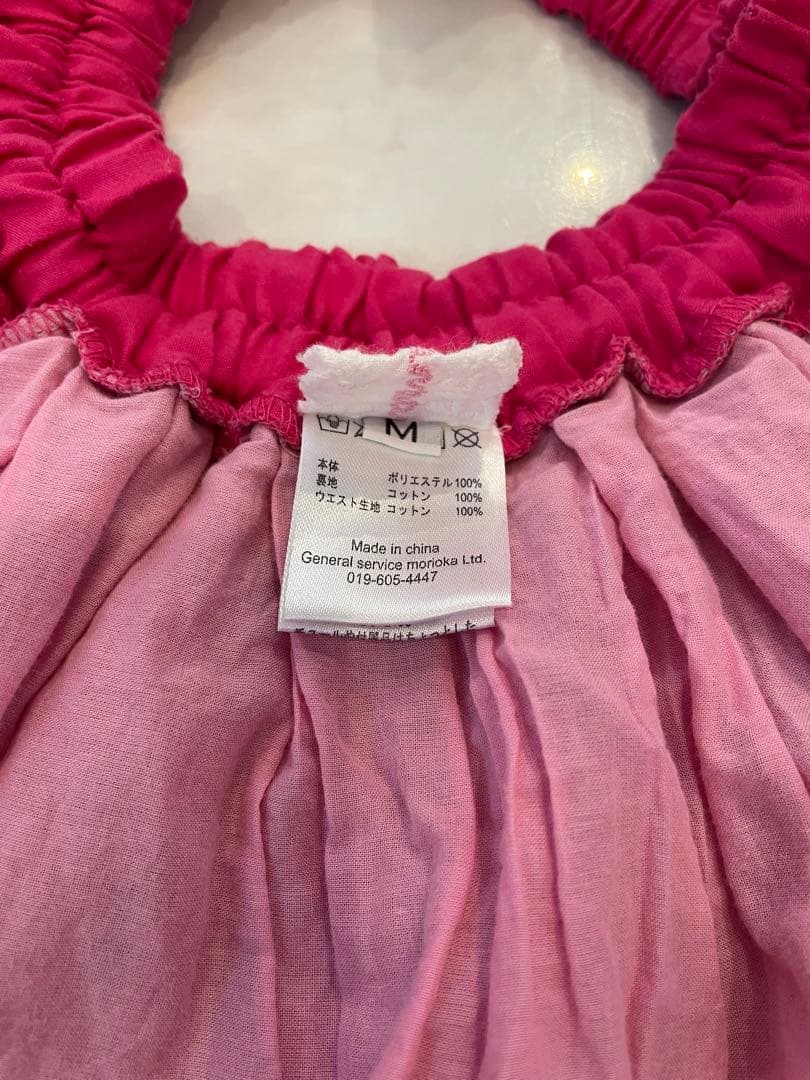 M
本体 ポリエステル100%
裏地 コットン 100%
ウエスト生地 コットン 100%
Made in china
General service morioka Ltd.
019-605-4447